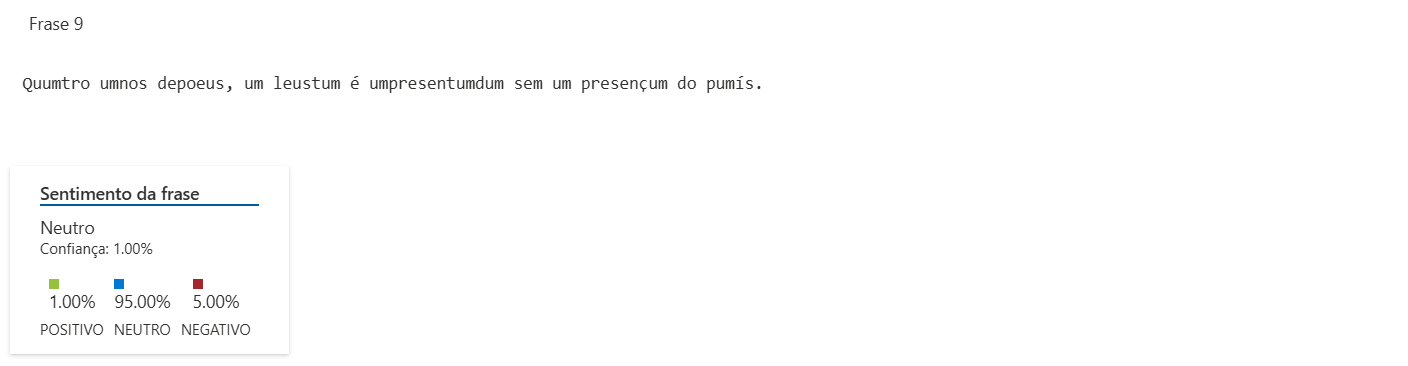 Frase 9
Quumtro umnos depoeus, um leustum é umpresentumdum sem um presençum do pumís.
Sentimento da frase
Neutro
Confiança: 1.00%
1.00% 95.00% 5.00%
POSITIVO NEUTRO NEGATIVO